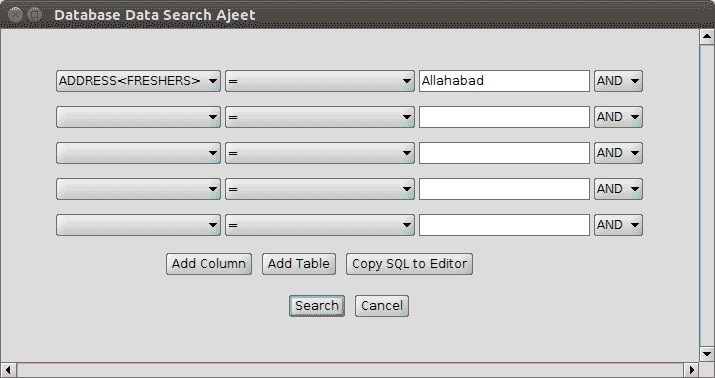 Database Data Search Ajeet
ADDRESS<FRESHERS> = Allahabad AND
= AND
= AND
= AND
= AND
Add Column Add Table Copy SQL to Editor
Search Cancel